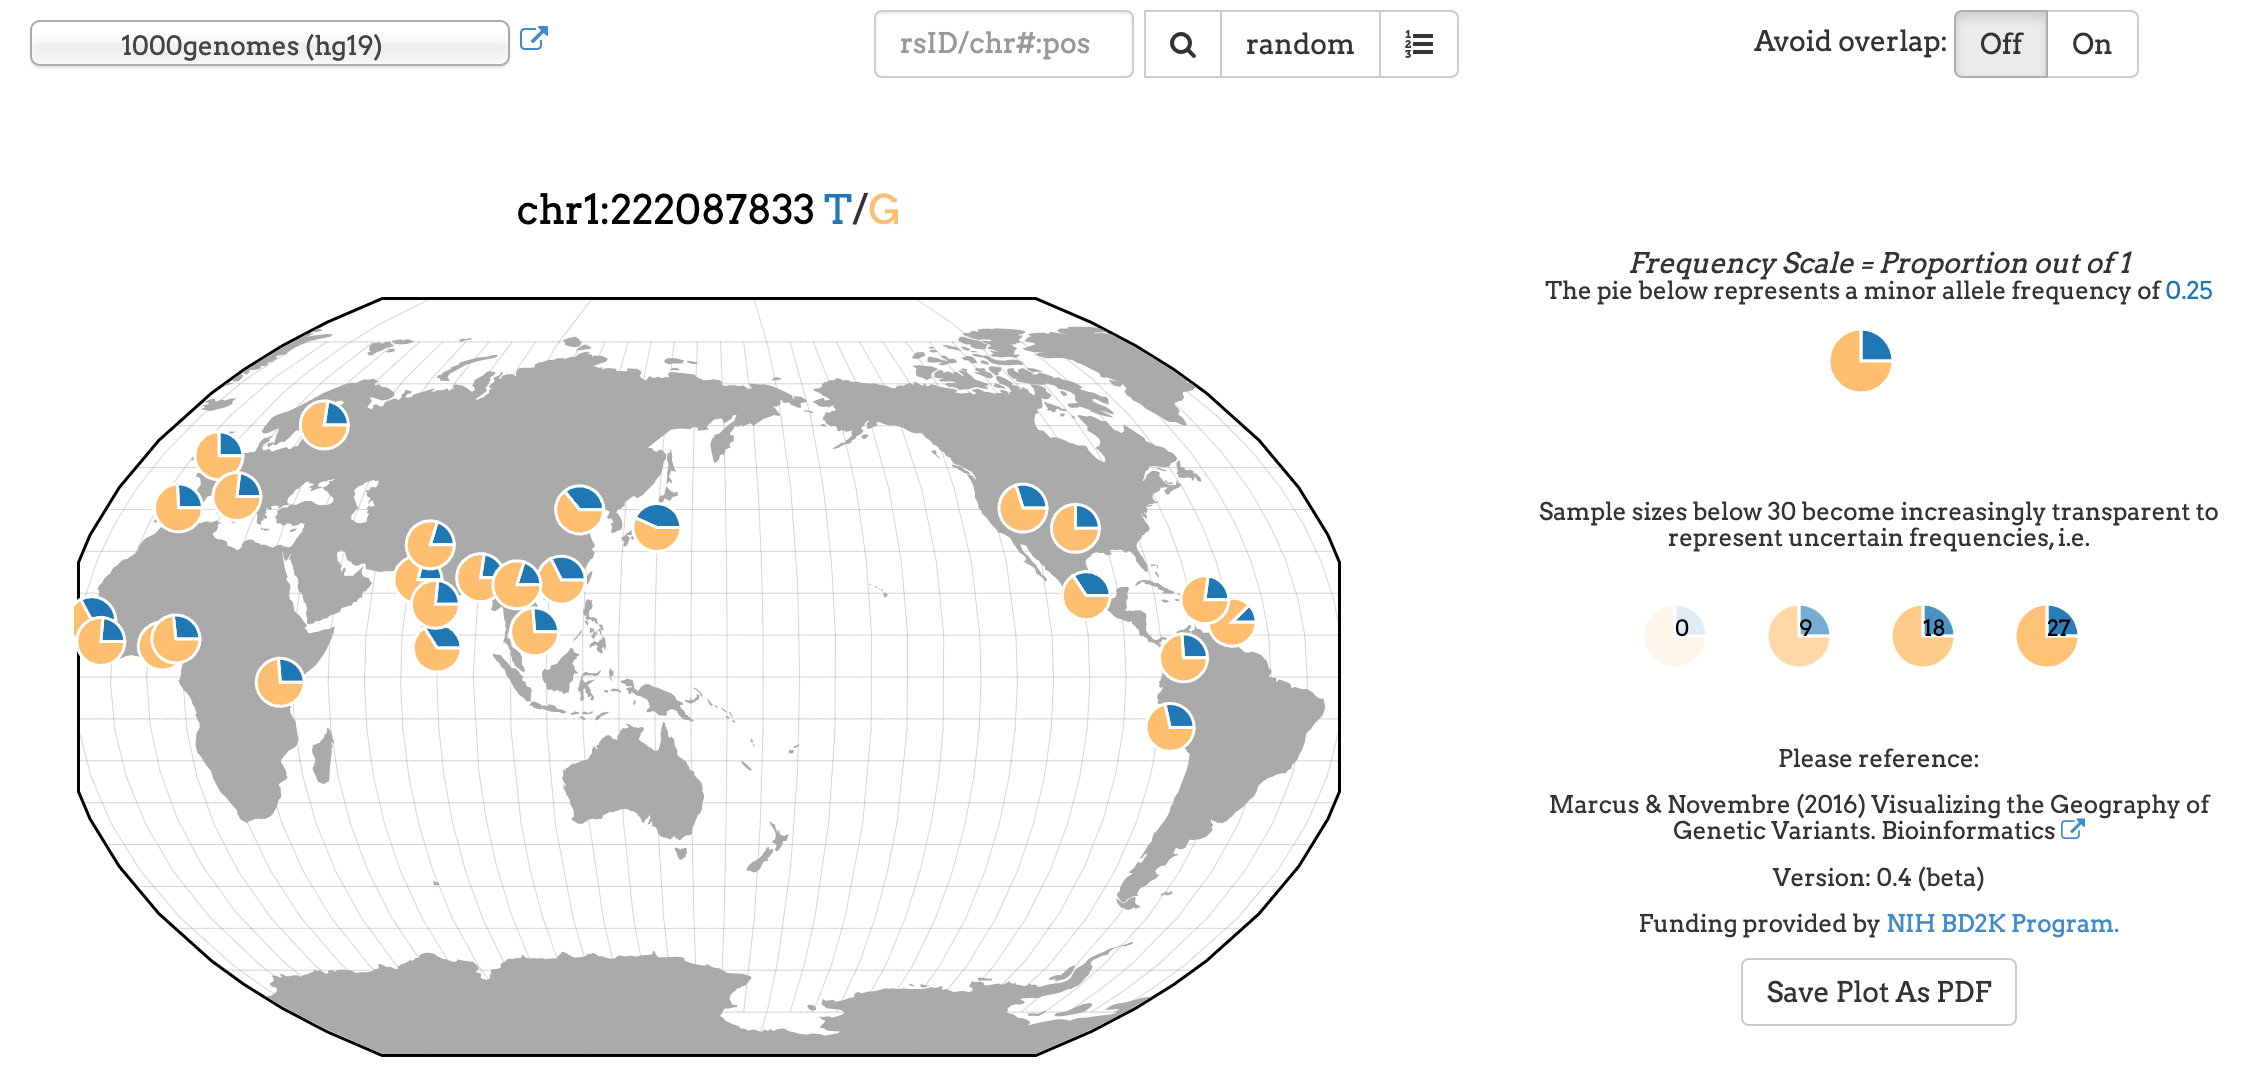 1000genomes (hg19)
rsID/chr#:pos
random
1
2
3
Avoid overlap:
Off
On
chr1:222087833 T/G
Frequency Scale = Proportion out of 1
The pie below represents a minor allele frequency of 0.25
Sample sizes below 30 become increasingly transparent to
represent uncertain frequencies, i.e.
0
9
18
27
Please reference:
Marcus & Novembre (2016) Visualizing the Geography of
Genetic Variants. Bioinformatics
Version: 0.4 (beta)
Funding provided by NIH BD2K Program.
Save Plot As PDF